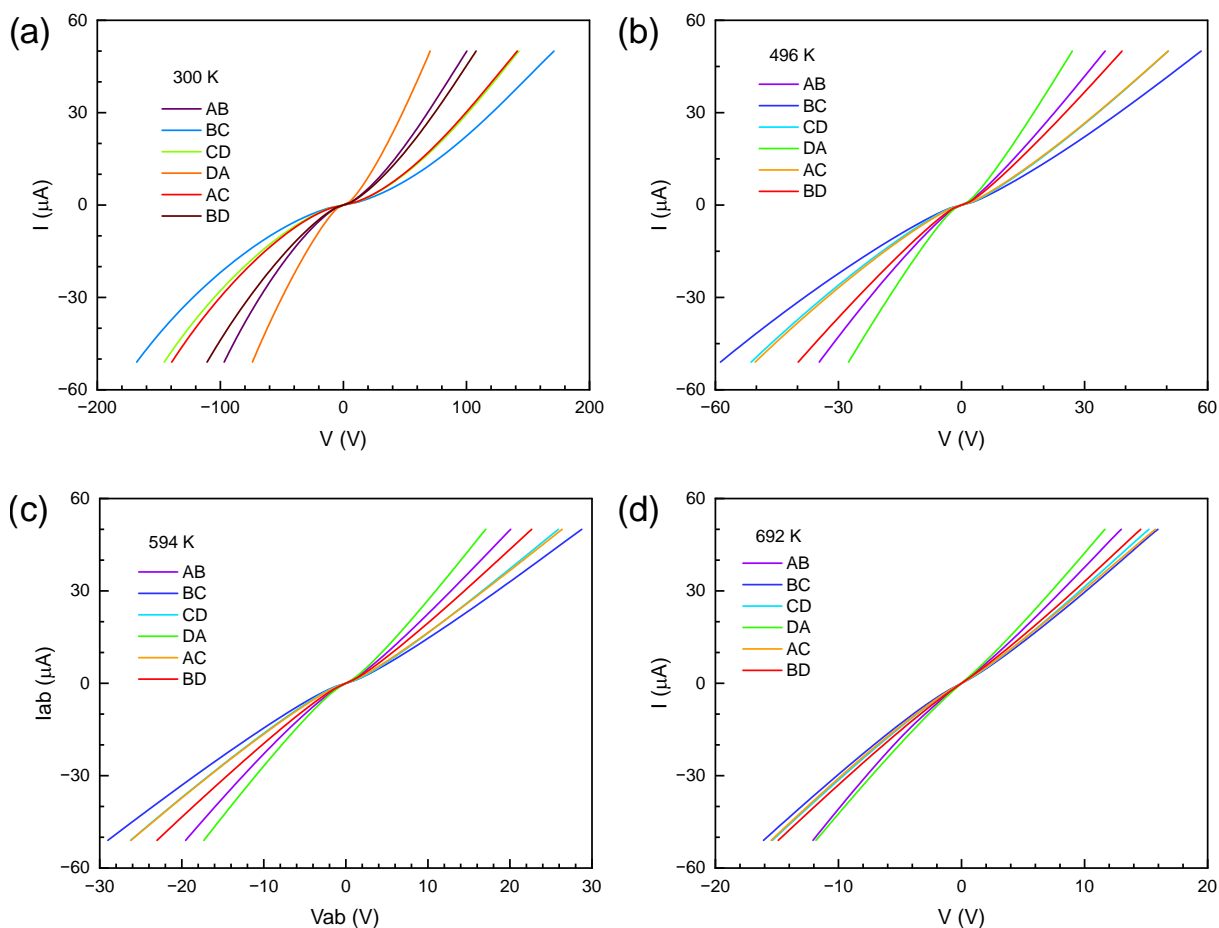 (a)
300 K
AB
BC
CD
DA
AC
BD
60
30
0
−30
−60
I (μA)
−200 −100 0 100 200
V (V)
(b)
496 K
AB
BC
CD
DA
AC
BD
60
30
0
−30
−60
I (μA)
−60 −30 0 30 60
V (V)
(c)
594 K
AB
BC
CD
DA
AC
BD
60
30
0
−30
−60
Iab (μA)
−30 −20 −10 0 10 20 30
Vab (V)
(d)
692 K
AB
BC
CD
DA
AC
BD
60
30
0
−30
−60
I (μA)
−20 −10 0 10 20
V (V)